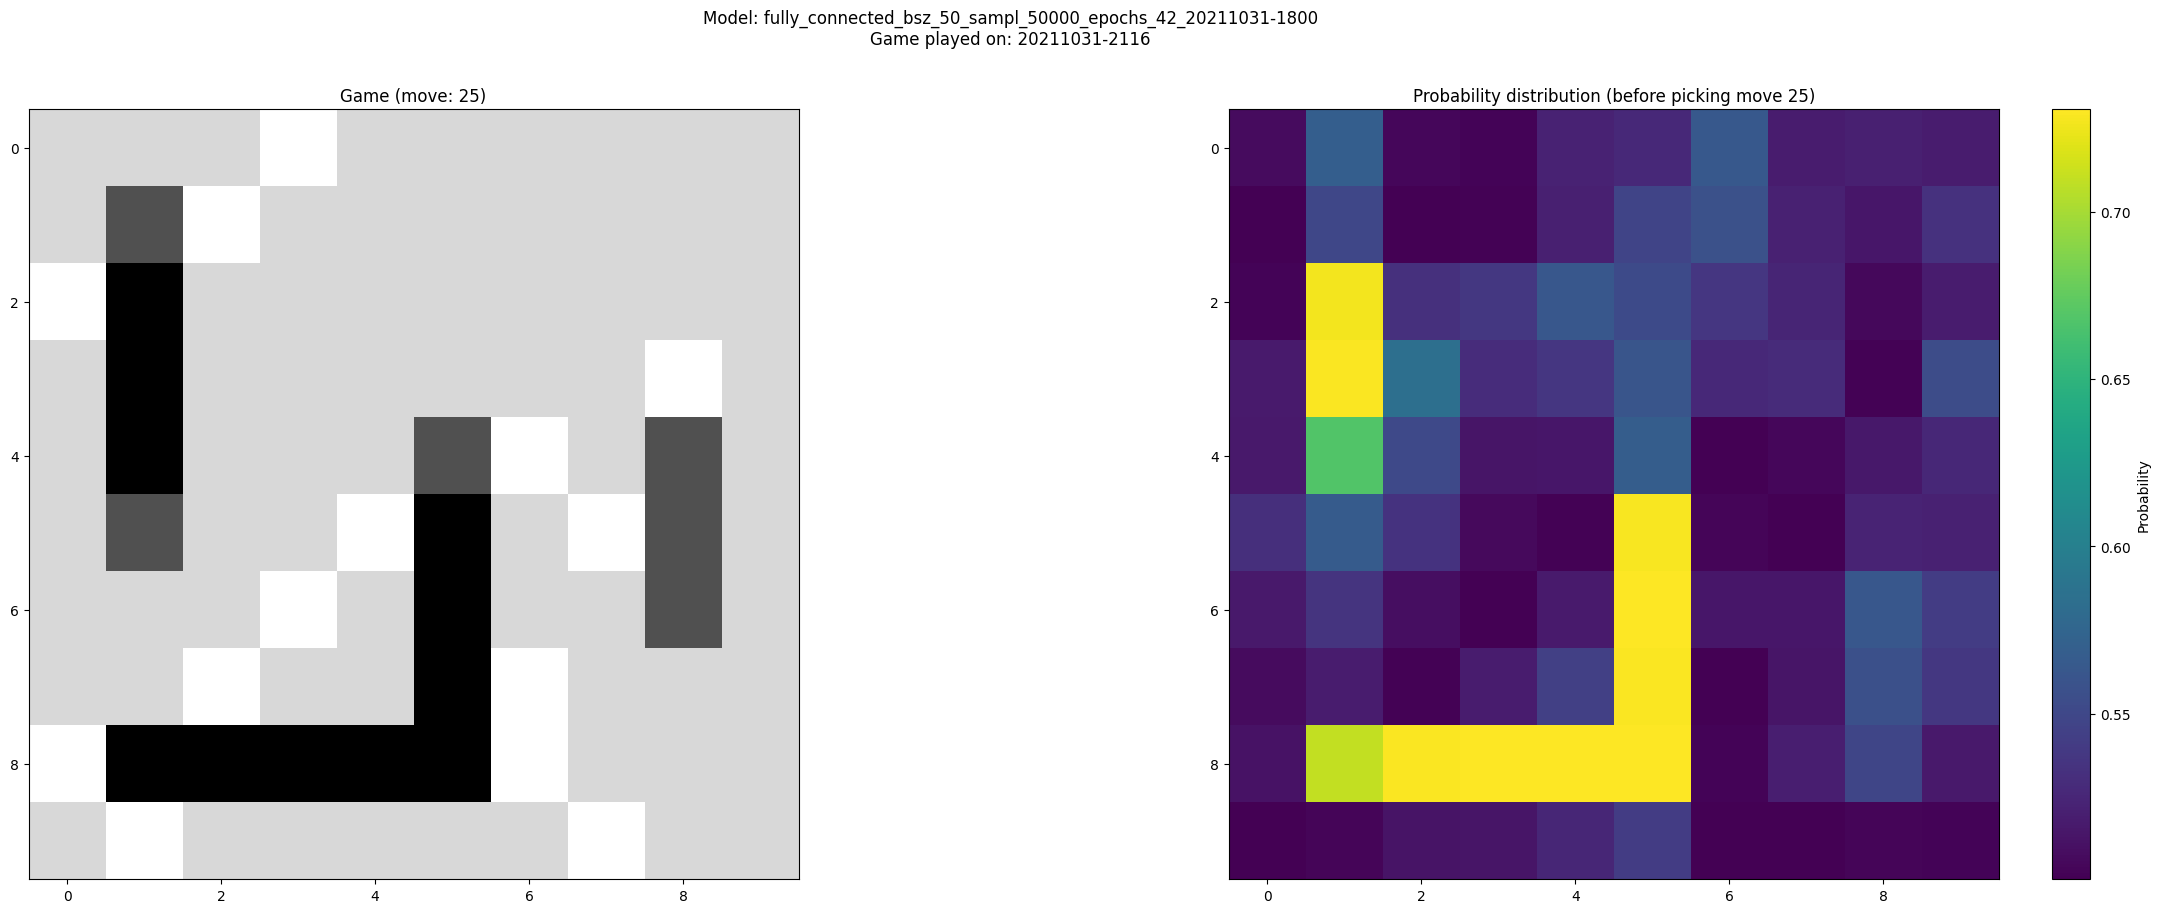 Model: fully_connected_bsz_50_sampl_50000_epochs_42_20211031-1800
Game played on: 20211031-2116
Game (move: 25)
0
2
4
6
8
0 2 4 6 8
Probability distribution (before picking move 25)
0
2
4
6
8
0 2 4 6 8
0.70
0.65
0.60
0.55
Probability